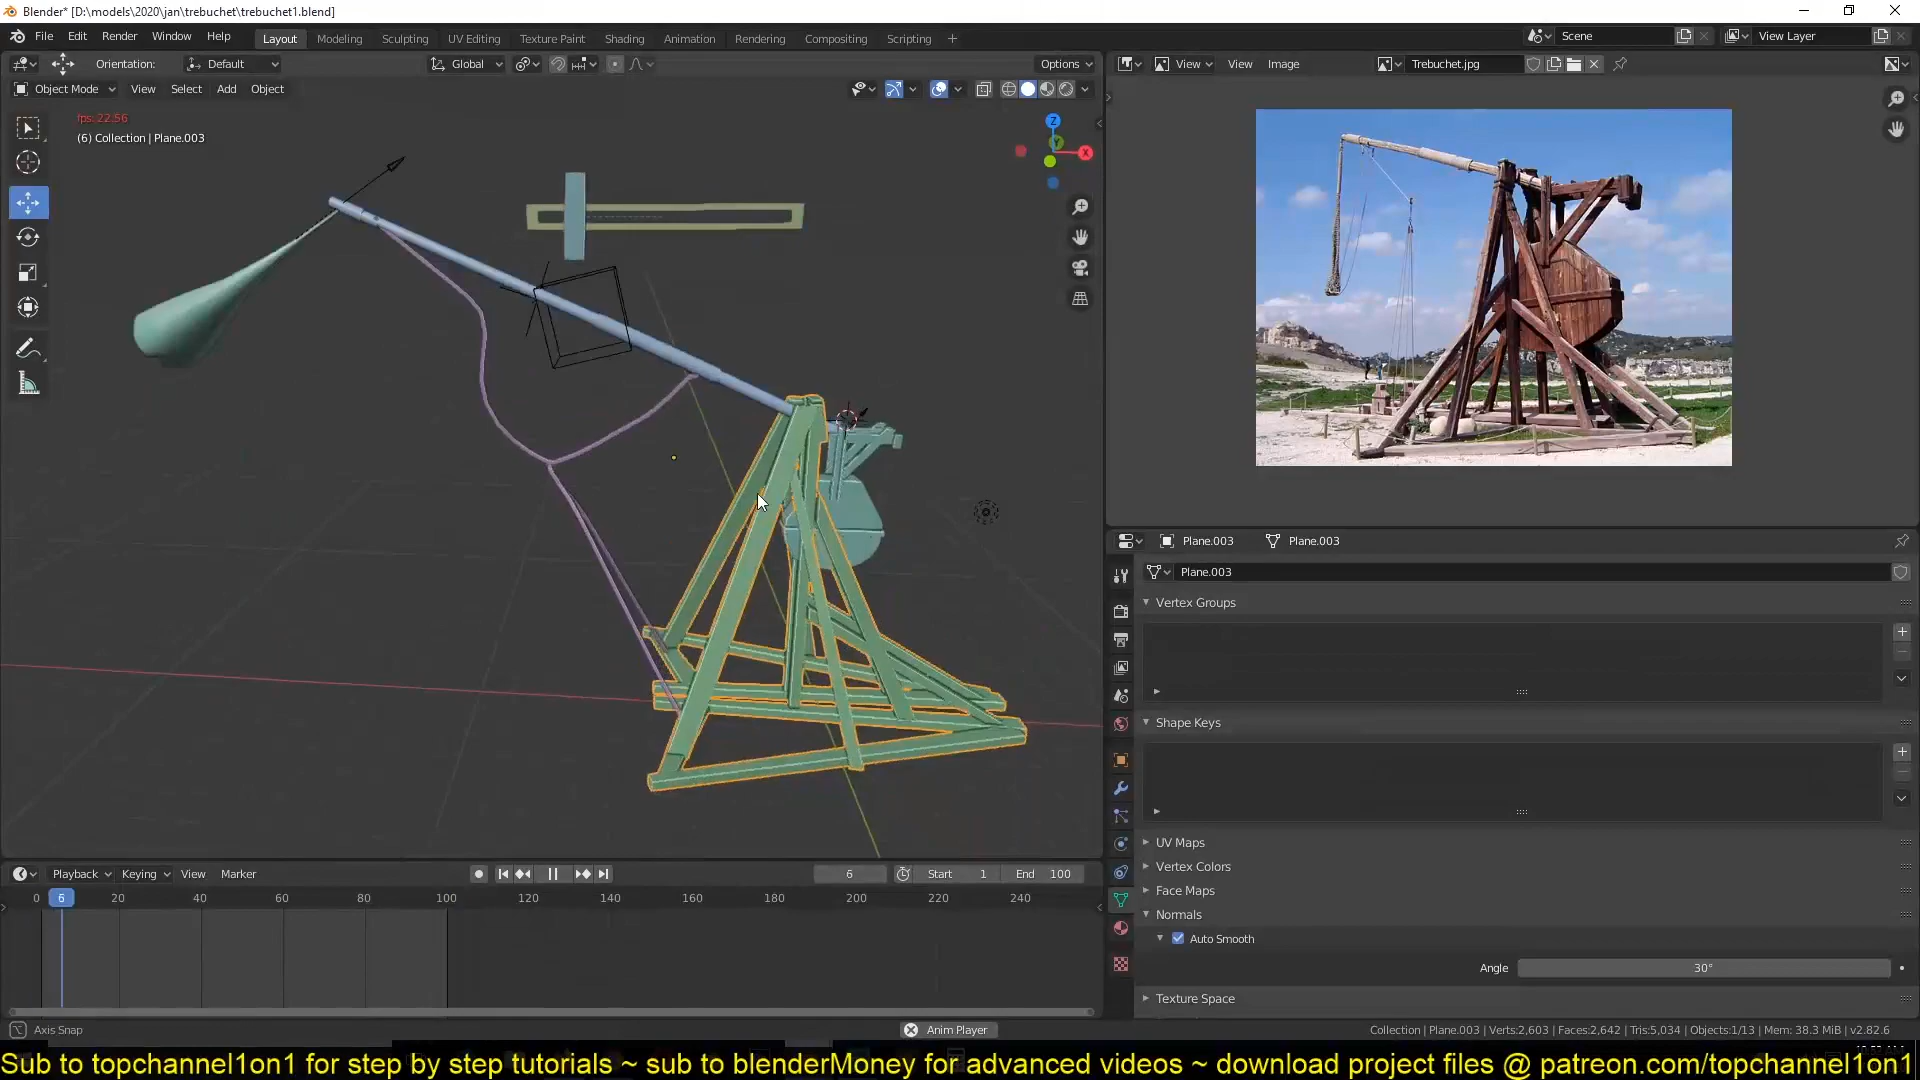 Blender* [D:\models\2020\jan\trebuchet\trebuchet1.blend]
File Edit Render Window Help Layout Modeling Sculpting UV Editing Texture Paint Shading Animation Rendering Compositing Scripting + Scene View Layer
Orientation: Default Global Options View View Image Trebuchet.jpg
Object Mode View Select Add Object
fps: 22.56
(6) Collection | Plane.003
Z
Y
X
Plane.003 Plane.003
Plane.003
Vertex Groups
Shape Keys
UV Maps
Vertex Colors
Face Maps
Normals
Auto Smooth
Angle 30°
Texture Space
Playback Keying View Marker 6 Start 1 End 100
0 6 20 40 60 80 100 120 140 160 180 200 220 240
Axis Snap Anim Player Collection | Plane.003 | Verts:2,603 | Faces:2,642 | Tris:5,034 | Objects:1/13 | Mem: 38.3 MiB | v2.82.6
Sub to topchannel1on1 for step by step tutorials ~ sub to blenderMoney for advanced videos ~ download project files @ patreon.com/topchannel1on1